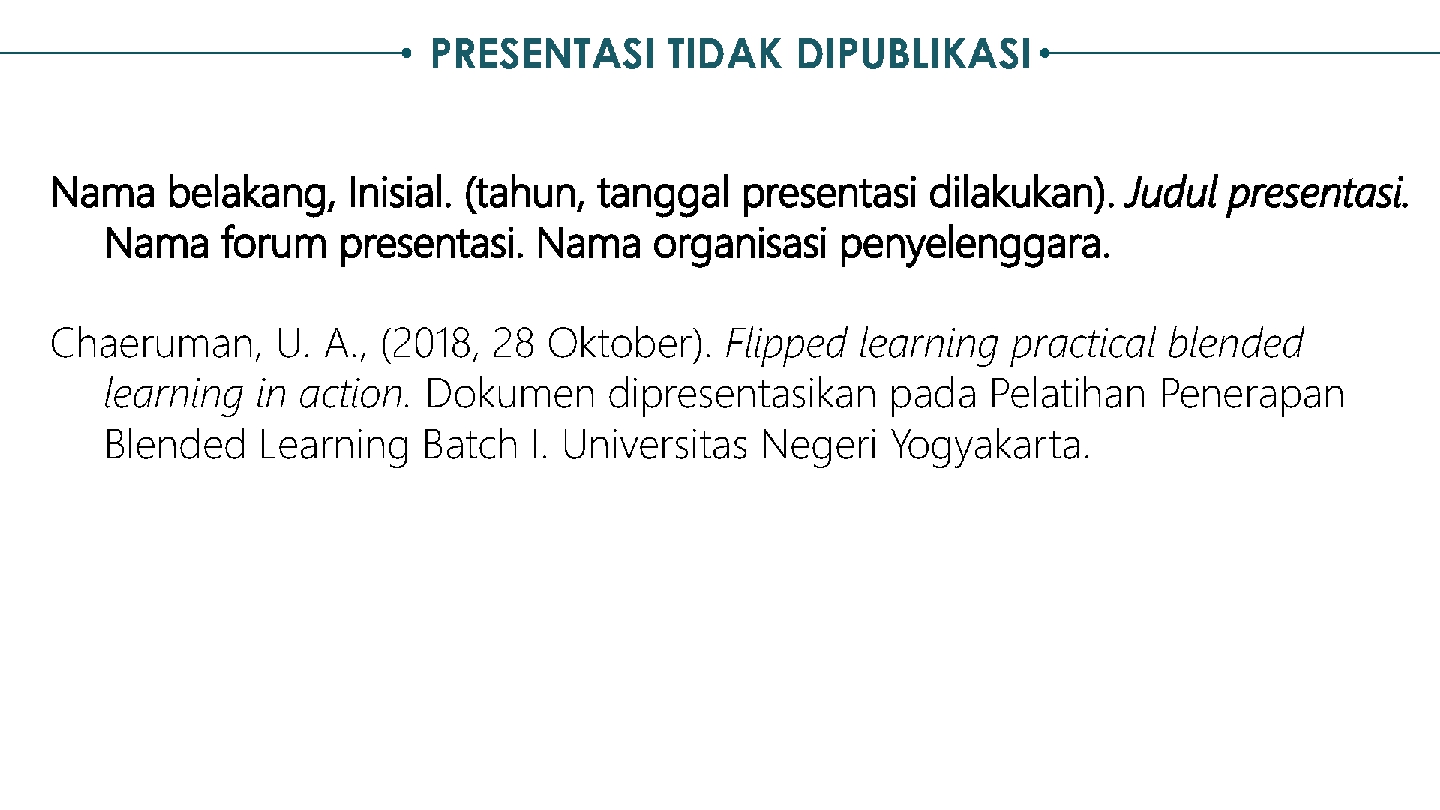 PRESENTASI TIDAK DIPUBLIKASI
Nama belakang, Inisial. (tahun, tanggal presentasi dilakukan). Judul presentasi.
Nama forum presentasi. Nama organisasi penyelenggara.
Chaeruman, U. A., (2018, 28 Oktober). Flipped learning practical blended
learning in action. Dokumen dipresentasikan pada Pelatihan Penerapan
Blended Learning Batch I. Universitas Negeri Yogyakarta.